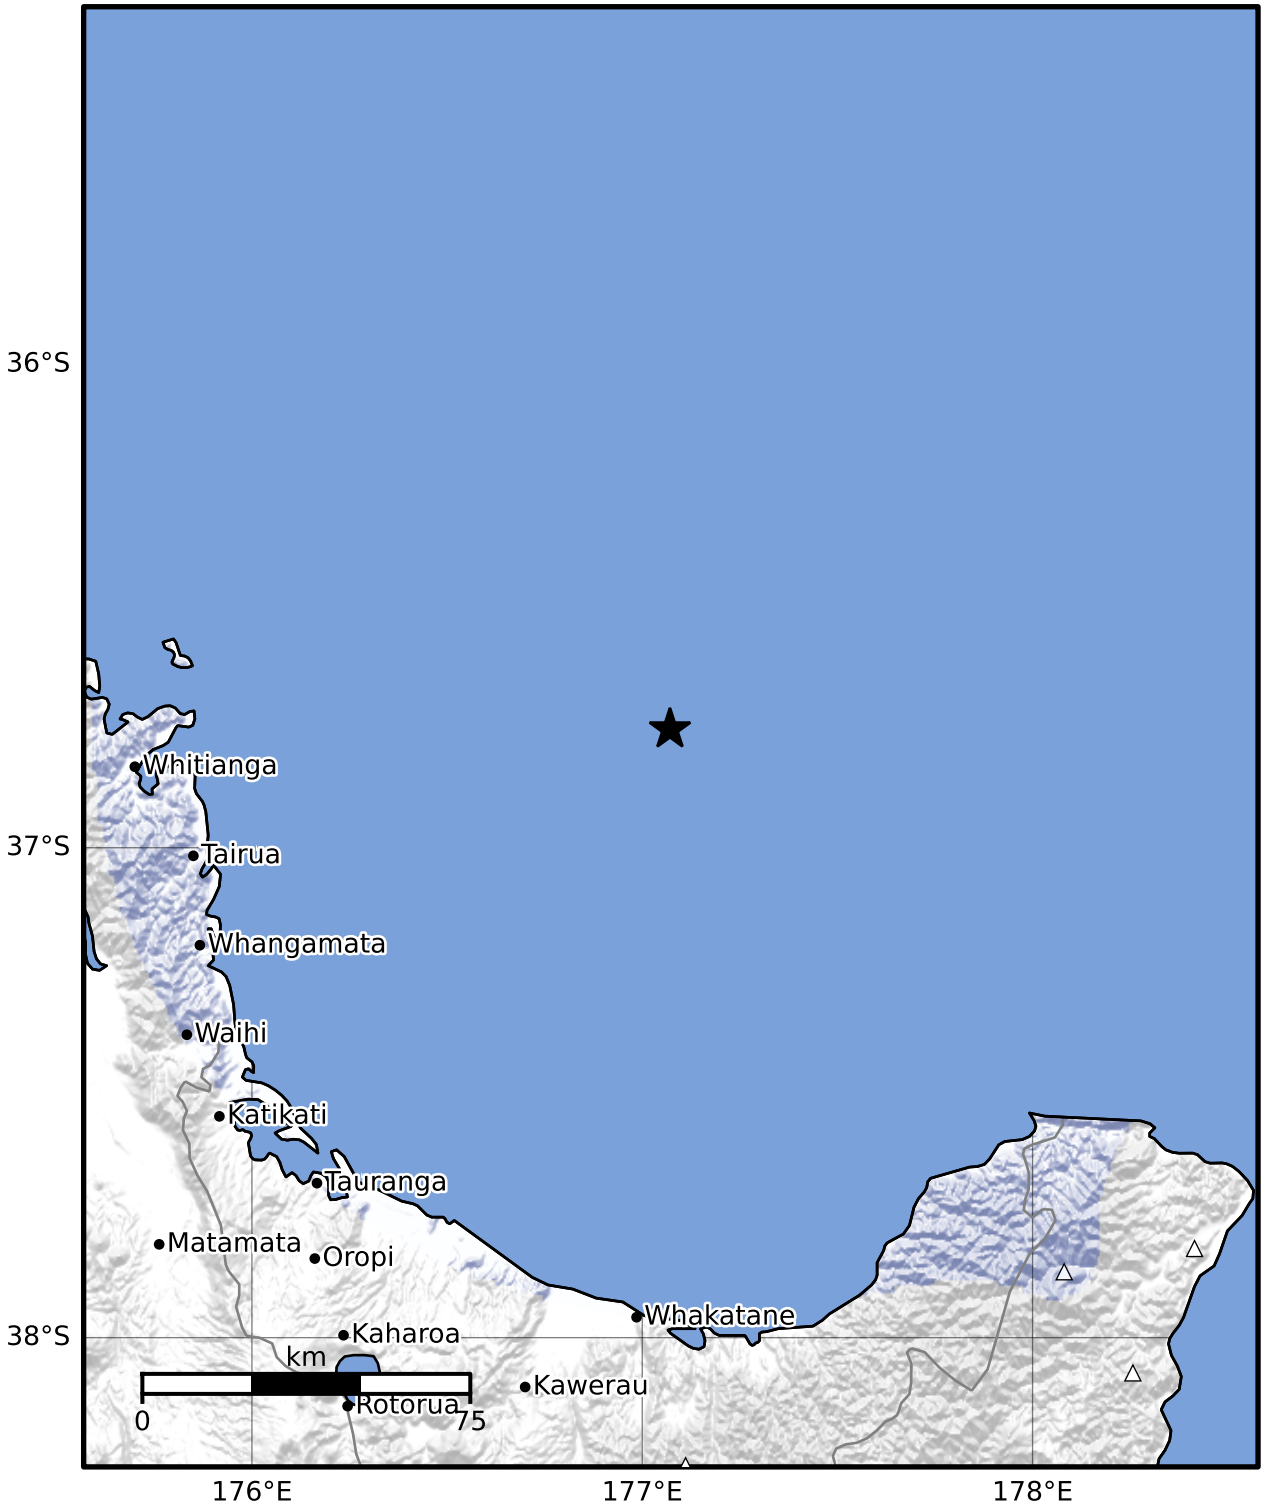 36°S
Whitianga
37°S
Tairua
Whangamata
Waihi
Katikati
Tauranga
Matamata
Oropi
Whakatane
38°S
Kaharoa
km
Kawerau
Rotorua
0
75
176°E
177°E
178°E